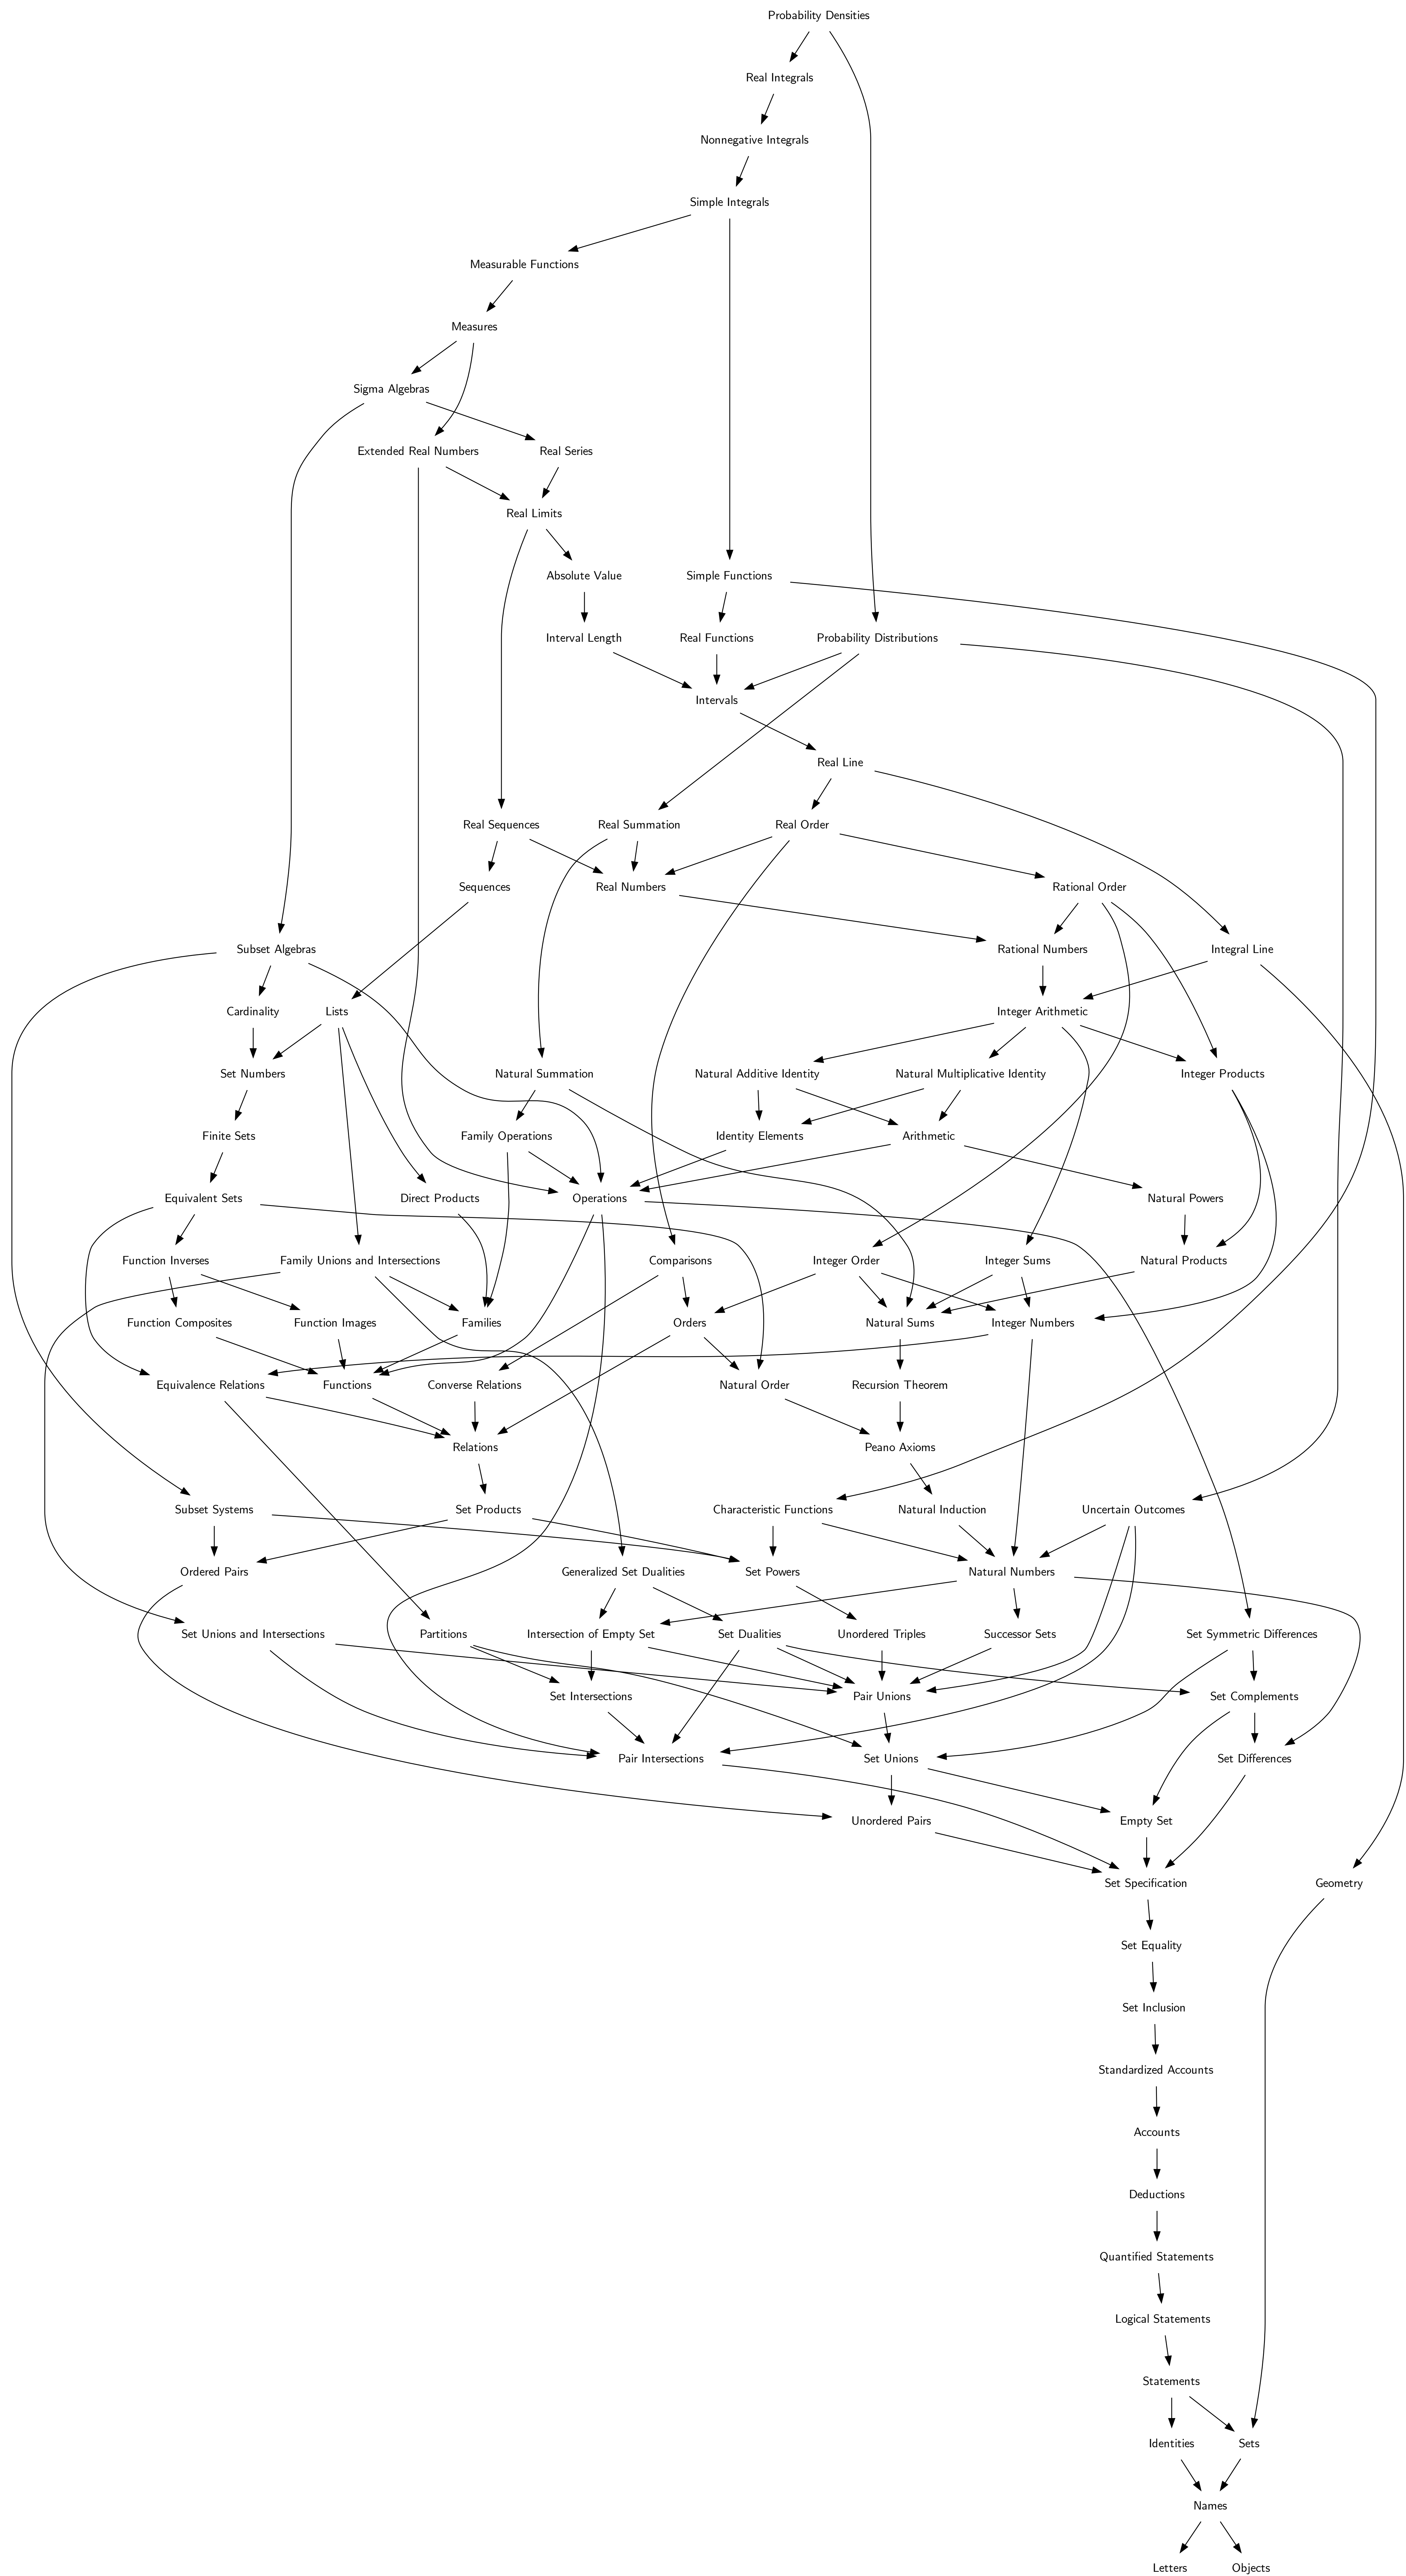 Probability Densities
Real Integrals
Nonnegative Integrals
Simple Integrals
Measurable Functions
Measures
Sigma Algebras
Extended Real Numbers
Real Series
Real Limits
Absolute Value
Simple Functions
Interval Length
Real Functions
Probability Distributions
Intervals
Real Line
Real Sequences
Real Summation
Real Order
Sequences
Real Numbers
Rational Order
Subset Algebras
Rational Numbers
Integral Line
Cardinality
Lists
Integer Arithmetic
Set Numbers
Natural Summation
Natural Additive Identity
Natural Multiplicative Identity
Integer Products
Finite Sets
Family Operations
Identity Elements
Arithmetic
Equivalent Sets
Direct Products
Operations
Natural Powers
Function Inverses
Family Unions and Intersections
Comparisons
Integer Order
Integer Sums
Natural Products
Function Composites
Function Images
Families
Orders
Natural Sums
Integer Numbers
Equivalence Relations
Functions
Converse Relations
Natural Order
Recursion Theorem
Relations
Peano Axioms
Subset Systems
Set Products
Characteristic Functions
Natural Induction
Uncertain Outcomes
Ordered Pairs
Generalized Set Dualities
Set Powers
Natural Numbers
Set Unions and Intersections
Partitions
Intersection of Empty Set
Set Dualities
Unordered Triples
Successor Sets
Set Symmetric Differences
Set Intersections
Pair Unions
Set Complements
Pair Intersections
Set Unions
Set Differences
Unordered Pairs
Empty Set
Set Specification
Geometry
Set Equality
Set Inclusion
Standardized Accounts
Accounts
Deductions
Quantified Statements
Logical Statements
Statements
Identities
Sets
Names
Letters
Objects